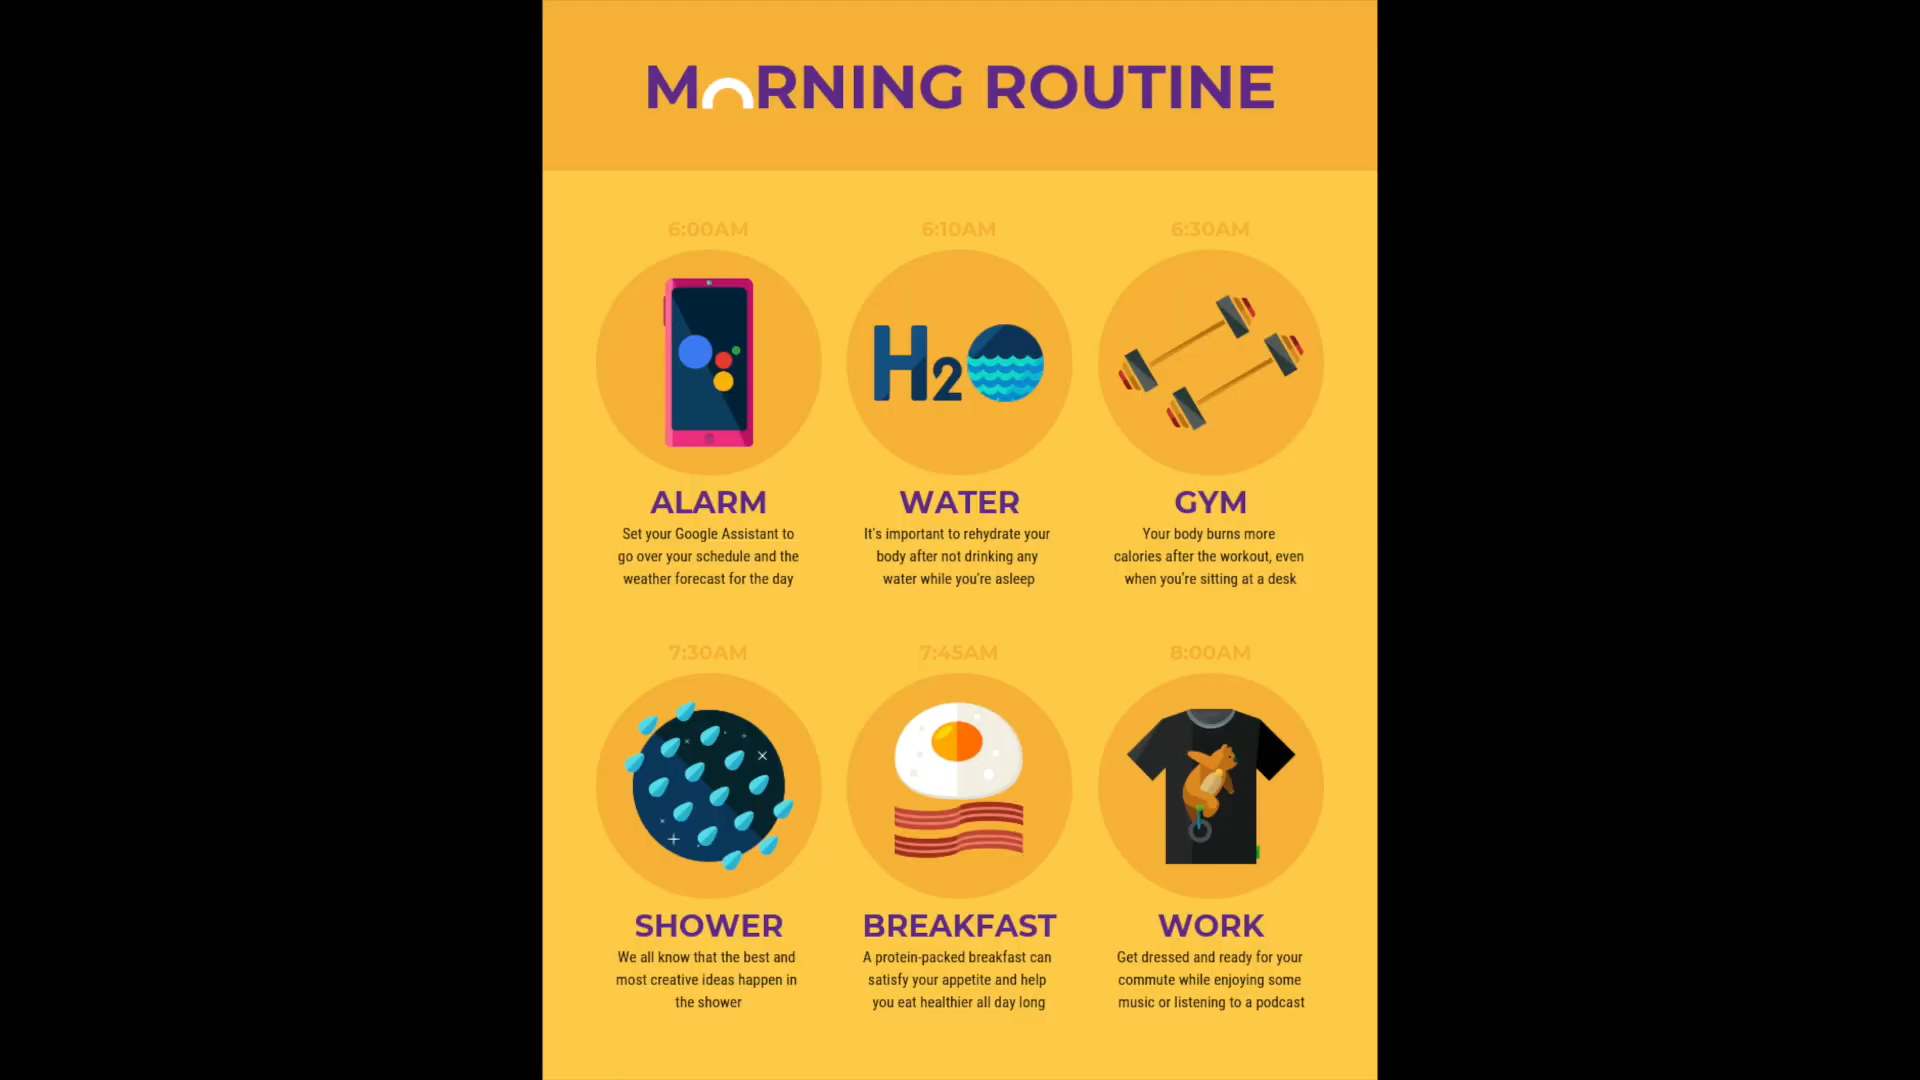 MORNING ROUTINE
6:00AM
6:10AM
6:30AM
H2O
ALARM
Set your Google Assistant to
go over your schedule and the
weather forecast for the day
WATER
It's important to rehydrate your
body after not drinking any
water while you're asleep
GYM
Your body burns more
calories after the workout, even
when you're sitting at a desk
7:30AM
7:45AM
8:00AM
SHOWER
We all know that the best and
most creative ideas happen in
the shower
BREAKFAST
A protein-packed breakfast can
satisfy your appetite and help
you eat healthier all day long
WORK
Get dressed and ready for your
commute while enjoying some
music or listening to a podcast